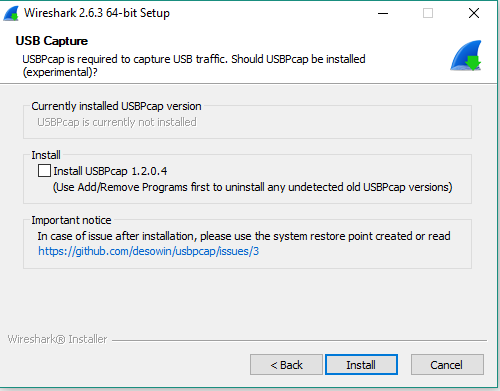 Wireshark 2.6.3 64-bit Setup
USB Capture
USBPcap is required to capture USB traffic. Should USBPcap be installed
(experimental)?
Currently installed USBPcap version
USBPcap is currently not installed
Install
Install USBPcap 1.2.0.4
(Use Add/Remove Programs first to uninstall any undetected old USBPcap versions)
Important notice
In case of issue after installation, please use the system restore point created or read
https://github.com/desowin/usbpcap/issues/3
Wireshark® Installer
< Back Install Cancel